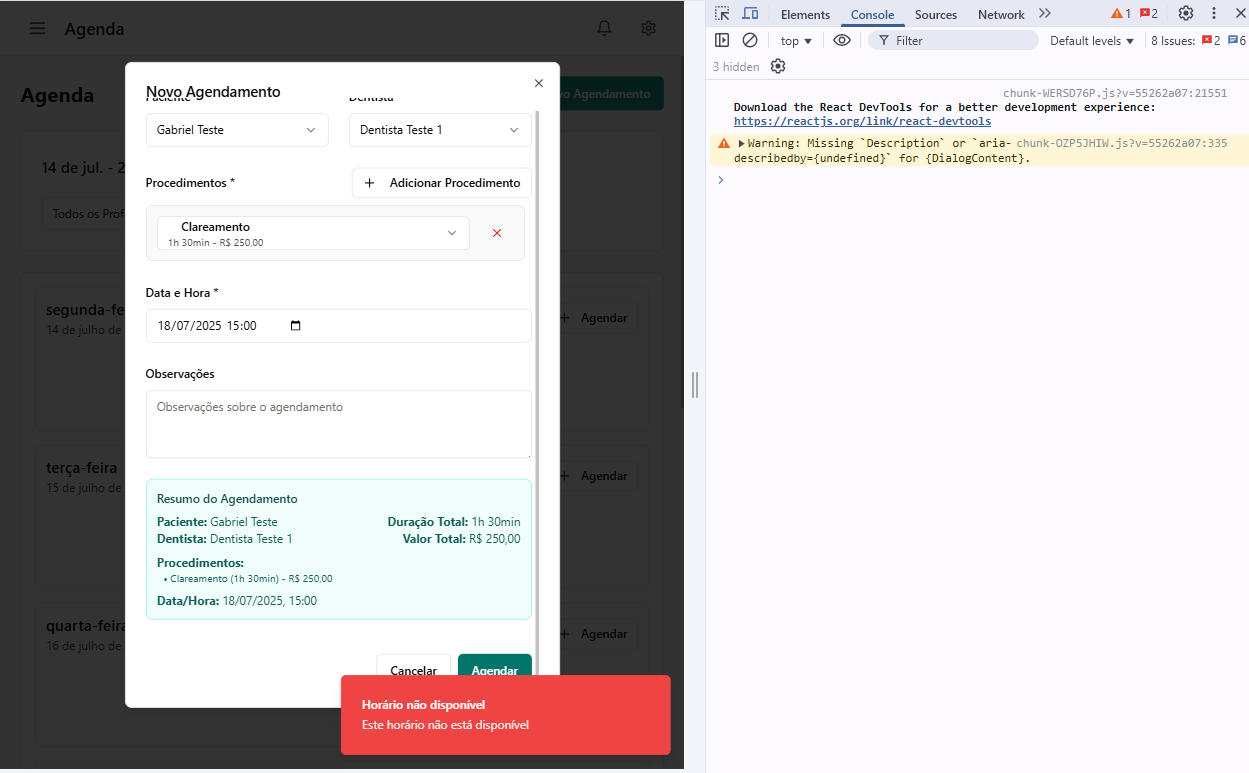 Agenda
Agenda
vo Agendamento
14 de jul. - 2
Todos os Prof
segunda-fe
14 de julho de
+ Agendar
terça-feira
15 de julho de
+ Agendar
quarta-feira
16 de julho de
+ Agendar
Novo Agendamento
Paciente
Dentista
Gabriel Teste
Dentista Teste 1
Procedimentos *
+ Adicionar Procedimento
Clareamento
1h 30min - R$ 250,00
Data e Hora *
18/07/2025 15:00
Observações
Observações sobre o agendamento
Resumo do Agendamento
Paciente: Gabriel Teste
Duração Total: 1h 30min
Dentista: Dentista Teste 1
Valor Total: R$ 250,00
Procedimentos:
• Clareamento (1h 30min) - R$ 250,00
Data/Hora: 18/07/2025, 15:00
Cancelar
Agendar
Horário não disponível
Este horário não está disponível
Elements Console Sources Network
1 2
top
Filter
Default levels
8 Issues: 2 6
3 hidden
chunk-WERSD76P.js?v=55262a07:21551
Download the React DevTools for a better development experience:
https://reactjs.org/link/react-devtools
Warning: Missing `Description` or `aria- chunk-OZP5JHIW.js?v=55262a07:335
describedby={undefined}` for {DialogContent}.